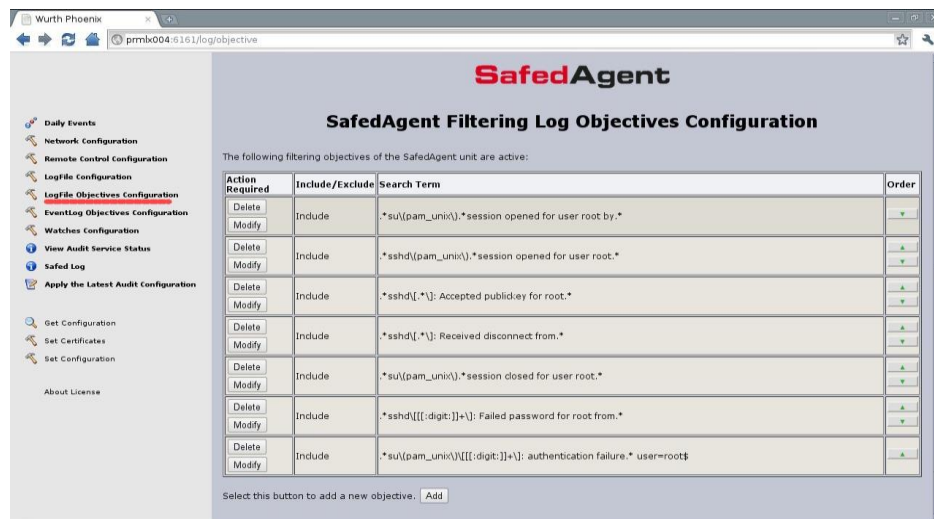 Wurth Phoenix
prmlx004:6161/log/objective
SafedAgent
Daily Events
Network Configuration
Remote Control Configuration
LogFile Configuration
LogFile Objectives Configuration
EventLog Objectives Configuration
Watches Configuration
View Audit Service Status
Safed Log
Apply the Latest Audit Configuration
Get Configuration
Set Certificates
Set Configuration
About License
SafedAgent Filtering Log Objectives Configuration
The following filtering objectives of the SafedAgent unit are active:
Action Required Include/Exclude Search Term Order
Delete Modify Include .*su\(pam_unix\).*session opened for user root by.*
Delete Modify Include .*sshd\(pam_unix\).*session opened for user root.*
Delete Modify Include .*sshd\[.*\]: Accepted publickey for root.*
Delete Modify Include .*sshd\[.*\]: Received disconnect from.*
Delete Modify Include .*su\(pam_unix\).*session closed for user root.*
Delete Modify Include .*sshd\[[[:digit:]]+\]: Failed password for root from.*
Delete Modify Include .*su\(pam_unix\)\[[[:digit:]]+\]: authentication failure.* user=root$
Select this button to add a new objective. Add